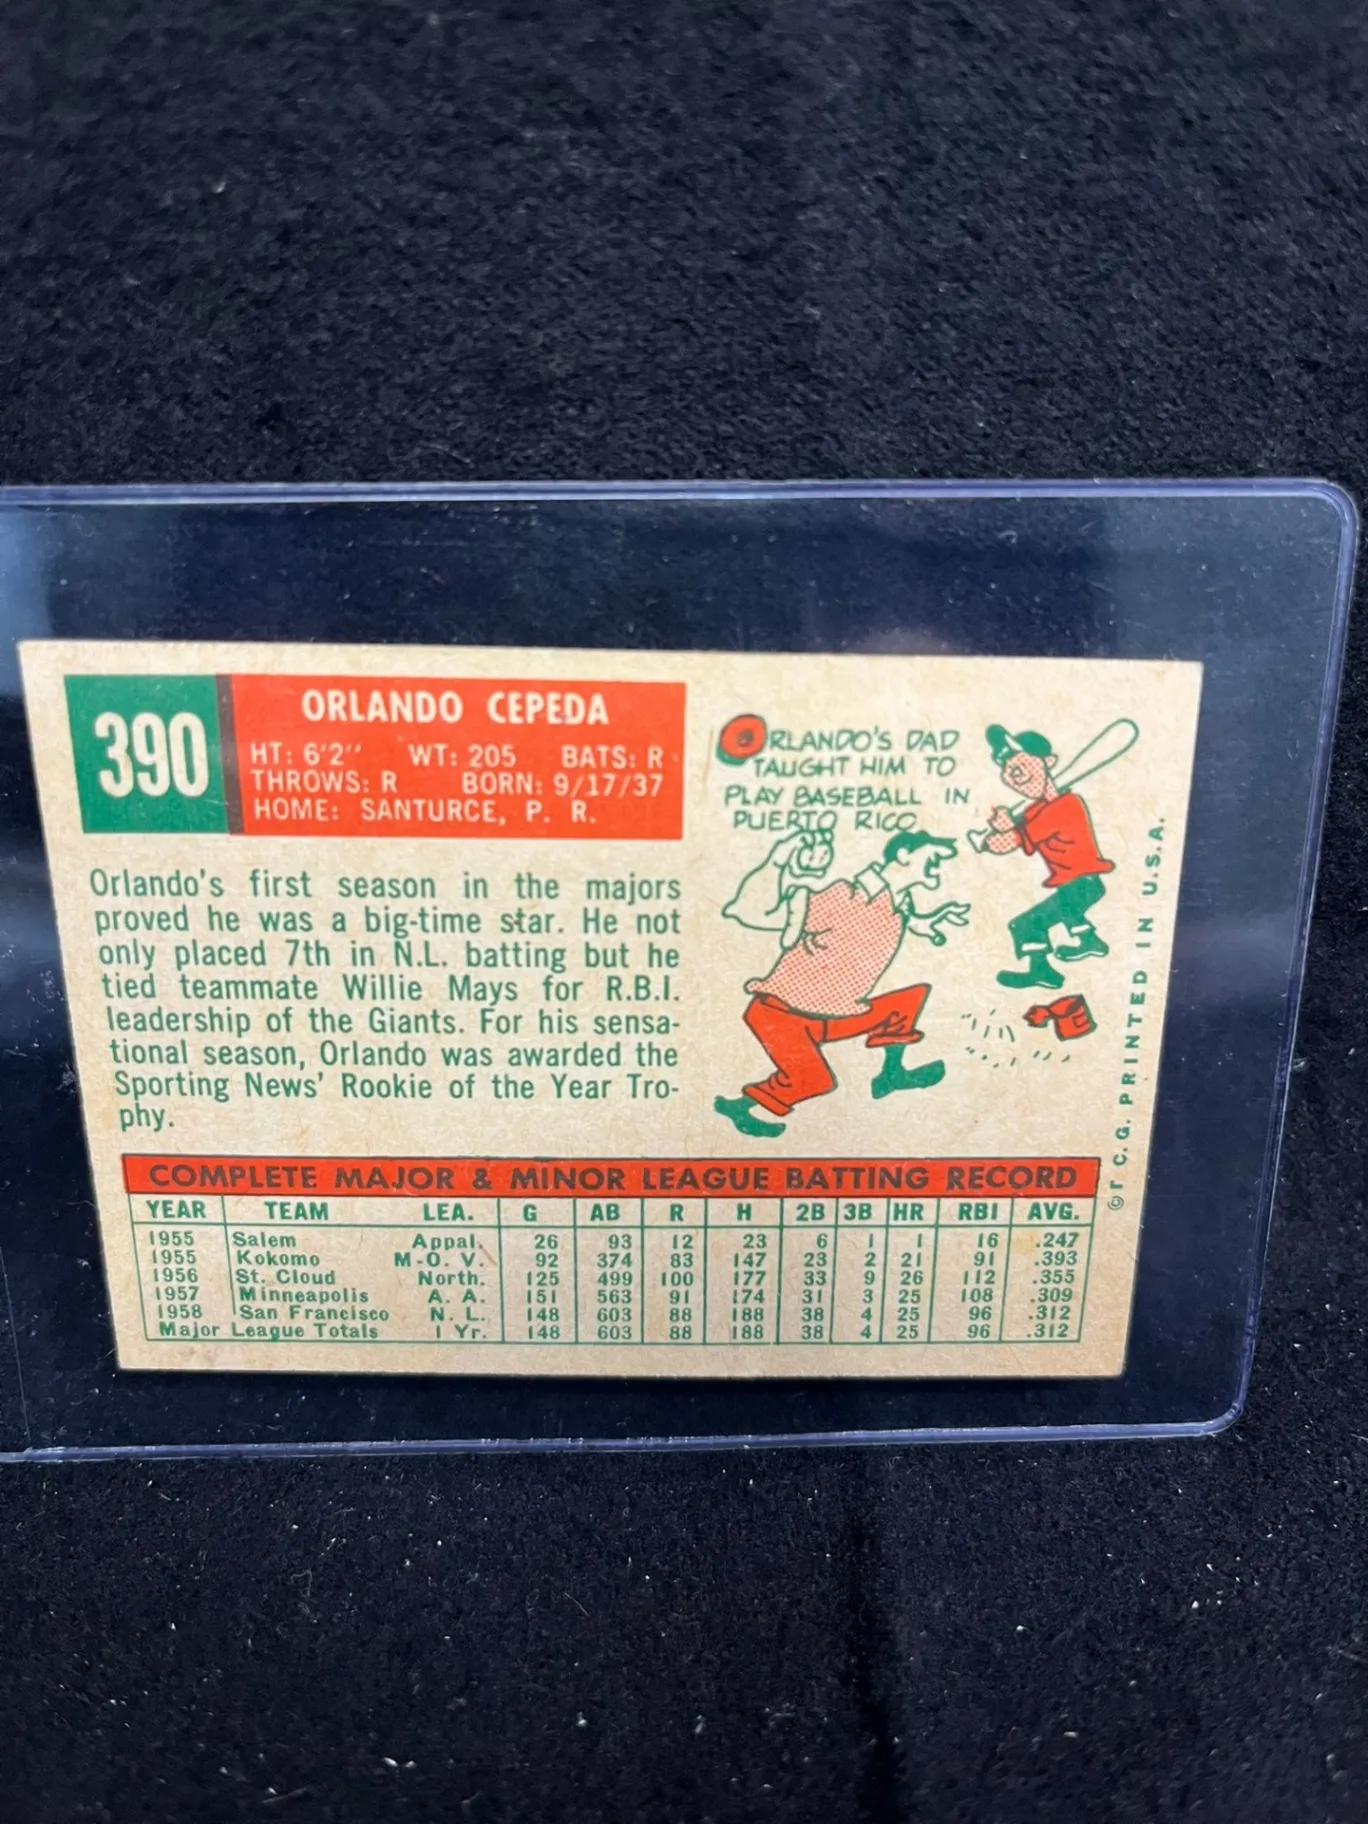 390
ORLANDO CEPEDA
HT: 6'2" WT: 205 BATS: R
THROWS: R BORN: 9/17/37
HOME: SANTURCE, P. R.
ORLANDO'S DAD
TAUGHT HIM TO
PLAY BASEBALL IN
PUERTO RICO
Orlando's first season in the majors
proved he was a big-time star. He not
only placed 7th in N.L. batting but he
tied teammate Willie Mays for R.B.I.
leadership of the Giants. For his sensa-
tional season, Orlando was awarded the
Sporting News' Rookie of the Year Tro-
phy.
COMPLETE MAJOR & MINOR LEAGUE BATTING RECORD
YEAR TEAM LEA. G AB R H 2B 3B HR RBI AVG.
1955 Salem Appal. 26 93 12 23 6 1 1 16 .247
1955 Kokomo M-O. V. 92 374 83 147 23 2 21 91 .393
1956 St. Cloud North. 125 499 100 177 33 9 26 112 .355
1957 Minneapolis A. A. 151 563 91 174 31 3 25 108 .309
1958 San Francisco N. L. 148 603 88 188 38 4 25 96 .312
Major League Totals 1 Yr. 148 603 88 188 38 4 25 96 .312
© T. C. G. PRINTED IN U.S.A.